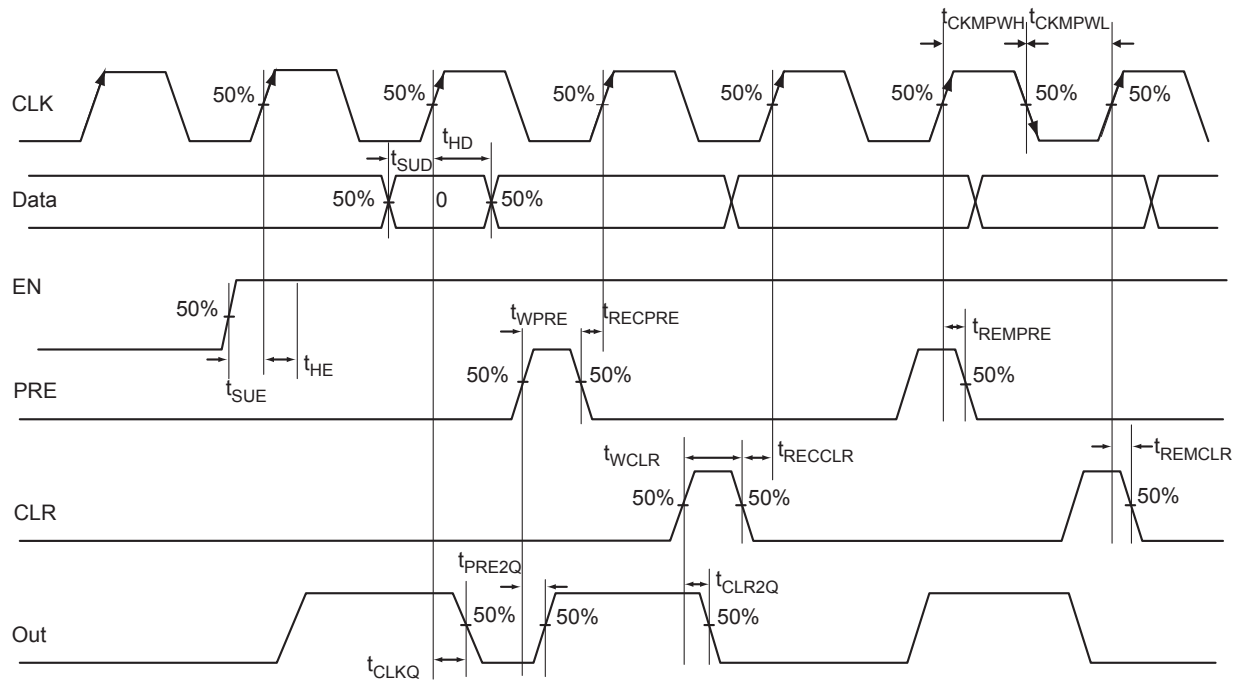 tCKMPWH tCKMPWL
CLK 50% 50% 50% 50% 50% 50% 50%
tSUD tHD
Data 50% 0 50%
EN
50%
tWPRE tRECPRE tREMPRE
tSUE tHE
PRE 50% 50% 50%
tWCLR tRECCLR tREMCLR
CLR 50% 50% 50%
tPRE2Q tCLR2Q
Out 50% 50% 50%
tCLKQ